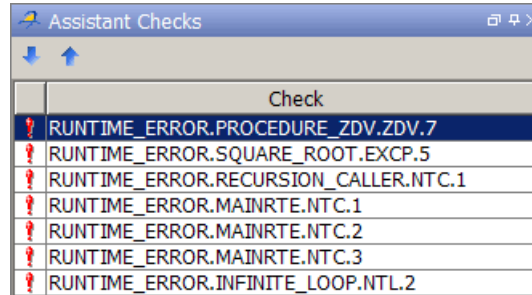 Assistant Checks
Check
RUNTIME_ERROR.PROCEDURE_ZDV.ZDV.7
RUNTIME_ERROR.SQUARE_ROOT.EXCP.5
RUNTIME_ERROR.RECURSION_CALLER.NTC.1
RUNTIME_ERROR.MAINRTE.NTC.1
RUNTIME_ERROR.MAINRTE.NTC.2
RUNTIME_ERROR.MAINRTE.NTC.3
RUNTIME_ERROR.INFINITE_LOOP.NTL.2